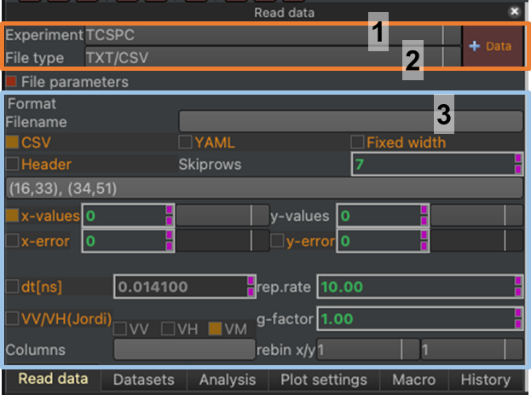 Read data
Experiment TCSPC 1
File type TXT/CSV 2 + Data
File parameters
Format
Filename 3
CSV YAML Fixed width
Header Skiprows 7
(16,33), (34,51)
x-values 0 y-values 0
x-error 0 y-error 0
dt[ns] 0.014100 rep.rate 10.00
VV/VH(Jordi) VV VH VM g-factor 1.00
Columns rebin x/y 1 1
Read data Datasets Analysis Plot settings Macro History